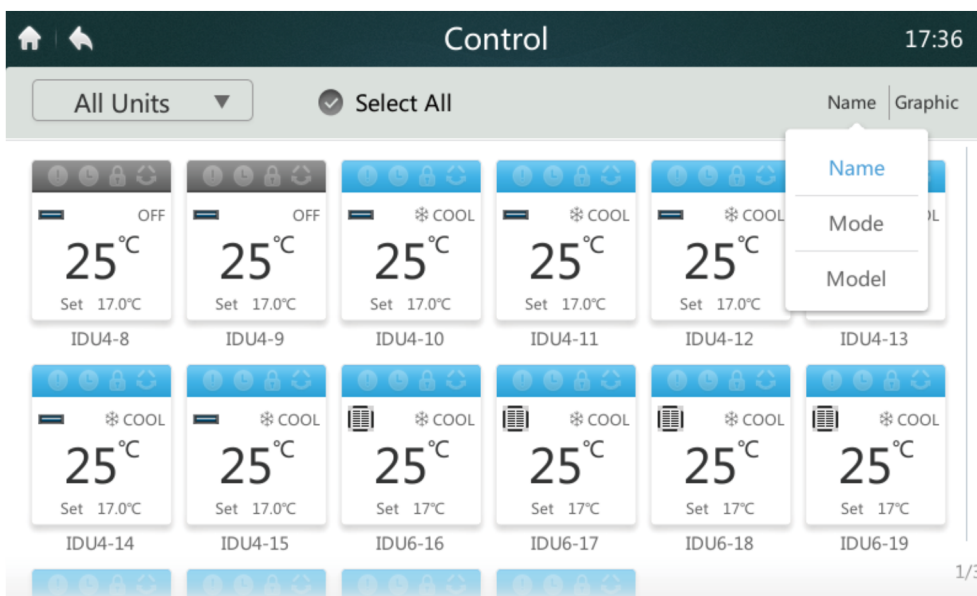 Control
17:36
All Units
Select All
Name
Graphic
Name
Mode
Model
OFF OFF COOL COOL COOL
25℃ 25℃ 25℃ 25℃ 25℃
Set 17.0℃ Set 17.0℃ Set 17.0℃ Set 17.0℃ Set 17.0℃
IDU4-8 IDU4-9 IDU4-10 IDU4-11 IDU4-12 IDU4-13
COOL COOL COOL COOL COOL COOL
25℃ 25℃ 25℃ 25℃ 25℃ 25℃
Set 17.0℃ Set 17.0℃ Set 17℃ Set 17℃ Set 17℃ Set 17℃
IDU4-14 IDU4-15 IDU6-16 IDU6-17 IDU6-18 IDU6-19
1/3